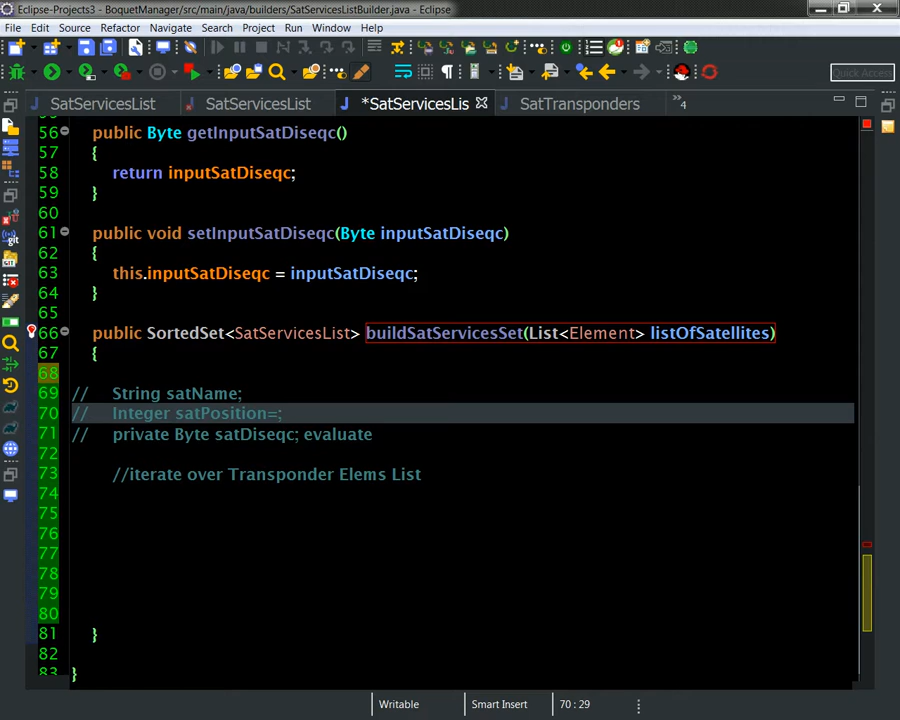 Eclipse-Projects3 - BoquetManager/src/main/java/builders/SatServicesListBuilder.java - Eclipse
File Edit Source Refactor Navigate Search Project Run Window Help
Quick Access
SatServicesList SatServicesList *SatServicesLis SatTransponders »4
56 public Byte getInputSatDiseqc()
57 {
58 return inputSatDiseqc;
59 }
60
61 public void setInputSatDiseqc(Byte inputSatDiseqc)
62 {
63 this.inputSatDiseqc = inputSatDiseqc;
64 }
65
66 public SortedSet<SatServicesList> buildSatServicesSet(List<Element> listOfSatellites)
67 {
68
69 // String satName;
70 // Integer satPosition=;
71 // private Byte satDiseqc; evaluate
72
73 //iterate over Transponder Elems List
74
75
76
77
78
79
80
81 }
82
83 }
Writable Smart Insert 70 : 29